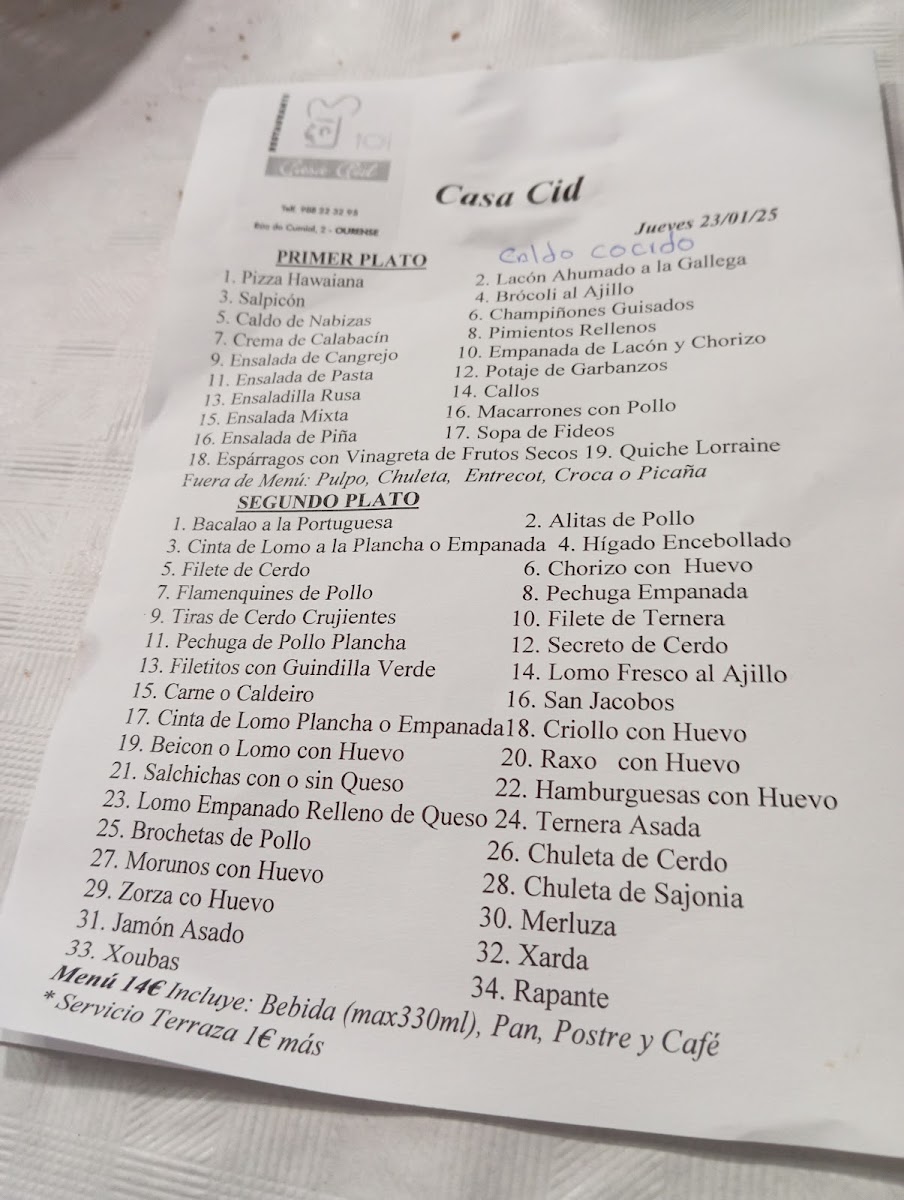 RESTAURANTE
Casa Cid
Telf. 988 22 32 95
- OURENSE
Casa Cid
Jueves 23/01/25
Caldo cocido
PRIMER PLATO
1. Pizza Hawaiana 2. Lacón Ahumado a la Gallega
3. Salpicón 4. Brócoli al Ajillo
5. Caldo de Nabizas 6. Champiñones Guisados
7. Crema de Calabacín 8. Pimientos Rellenos
9. Ensalada de Cangrejo 10. Empanada de Lacón y Chorizo
11. Ensalada de Pasta 12. Potaje de Garbanzos
13. Ensaladilla Rusa 14. Callos
15. Ensalada Mixta 16. Macarrones con Pollo
16. Ensalada de Piña 17. Sopa de Fideos
18. Espárragos con Vinagreta de Frutos Secos 19. Quiche Lorraine
Fuera de Menú: Pulpo, Chuleta, Entrecot, Croca o Picaña
SEGUNDO PLATO
1. Bacalao a la Portuguesa 2. Alitas de Pollo
3. Cinta de Lomo a la Plancha o Empanada 4. Hígado Encebollado
5. Filete de Cerdo 6. Chorizo con Huevo
7. Flamenquines de Pollo 8. Pechuga Empanada
9. Tiras de Cerdo Crujientes 10. Filete de Ternera
11. Pechuga de Pollo Plancha 12. Secreto de Cerdo
13. Filetitos con Guindilla Verde 14. Lomo Fresco al Ajillo
15. Carne o Caldeiro 16. San Jacobos
17. Cinta de Lomo Plancha o Empanada18. Criollo con Huevo
19. Beicon o Lomo con Huevo 20. Raxo con Huevo
21. Salchichas con o sin Queso 22. Hamburguesas con Huevo
23. Lomo Empanado Relleno de Queso 24. Ternera Asada
25. Brochetas de Pollo 26. Chuleta de Cerdo
27. Morunos con Huevo 28. Chuleta de Sajonia
29. Zorza co Huevo 30. Merluza
31. Jamón Asado 32. Xarda
33. Xoubas 34. Rapante
Menú 14€ Incluye: Bebida (max330ml), Pan, Postre y Café
* Servicio Terraza 1€ más